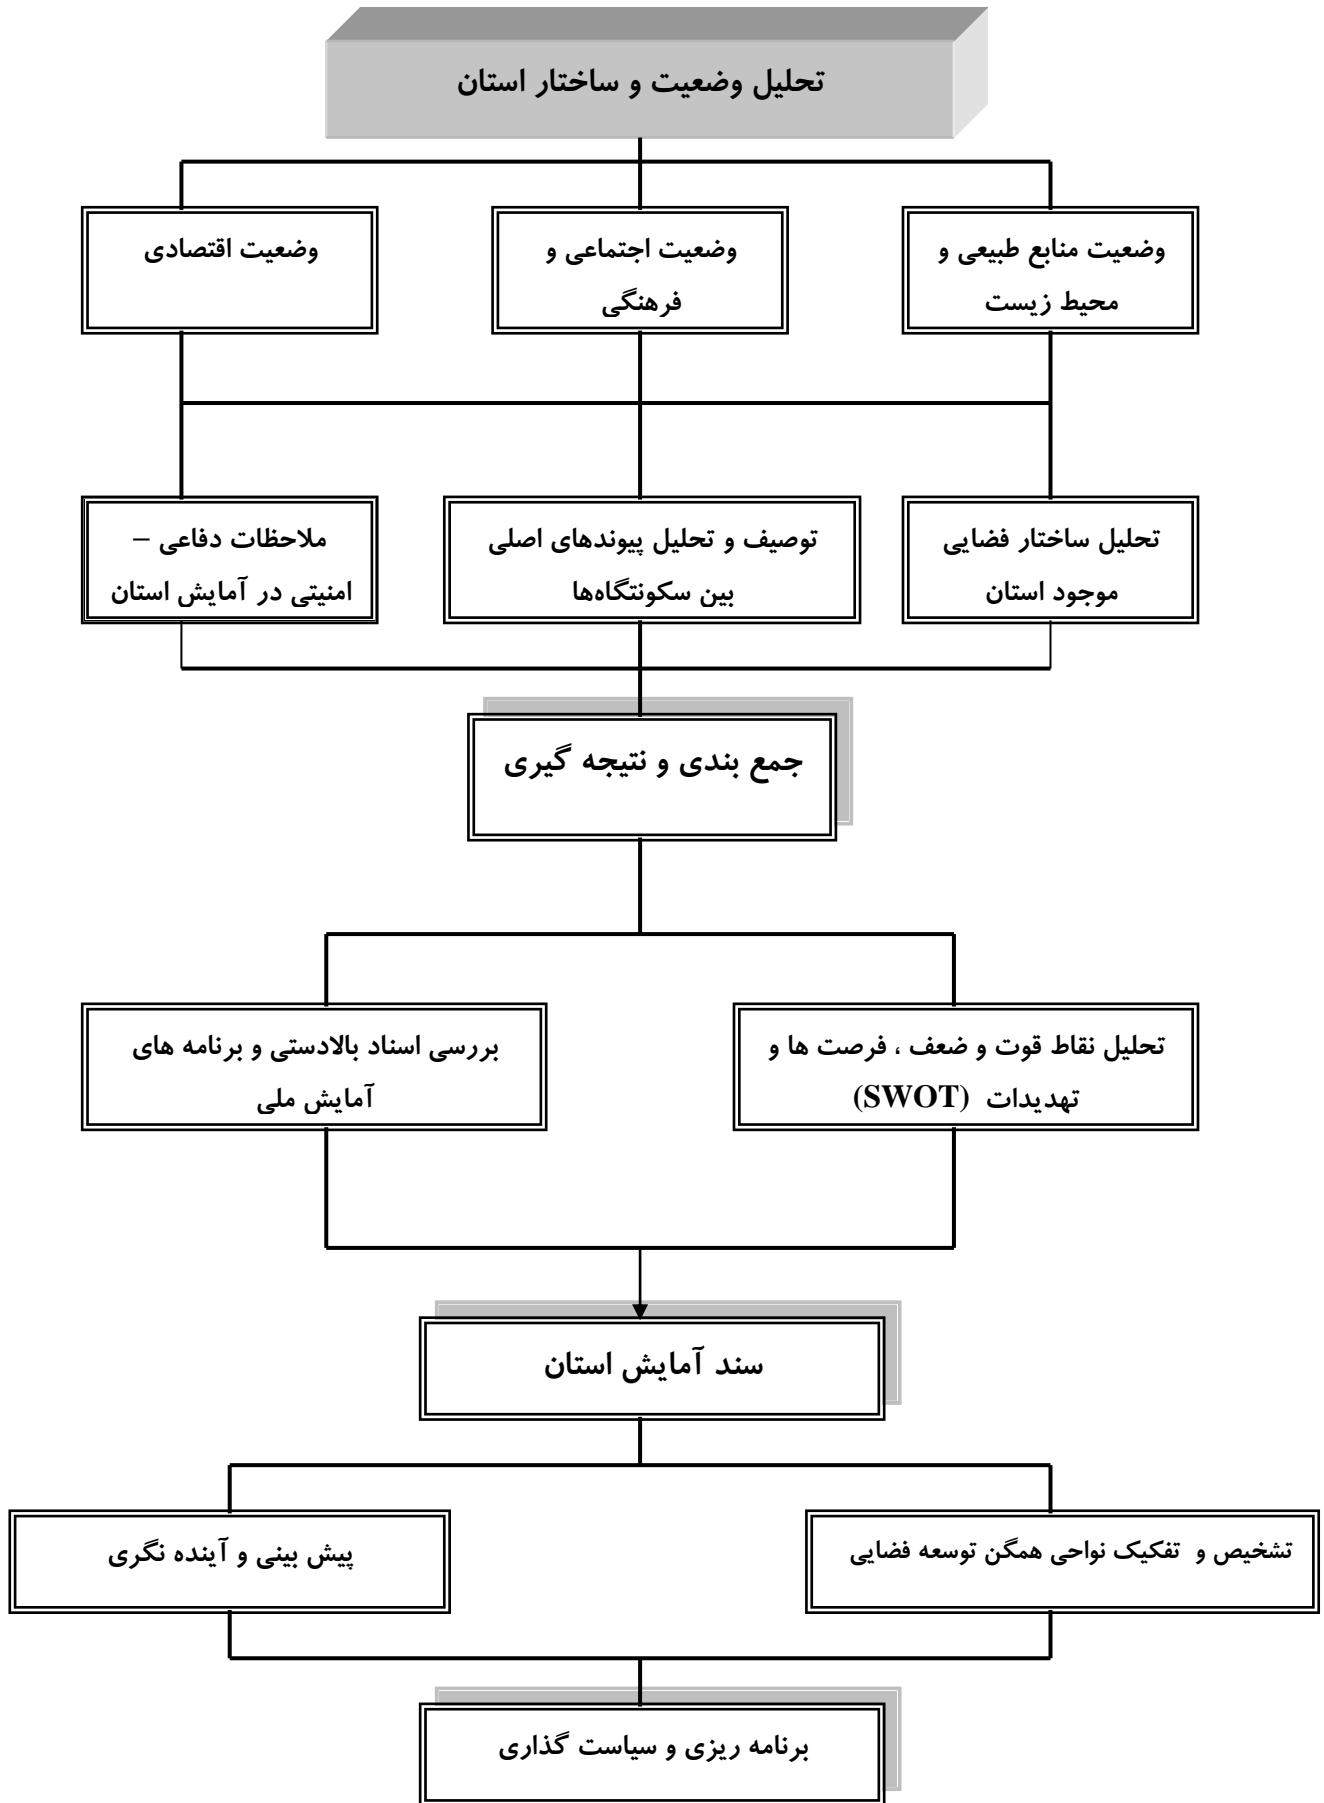 تحلیل وضعیت و ساختار استان
وضعیت منابع طبیعی و
محیط زیست
وضعیت اجتماعی و
فرهنگی
وضعیت اقتصادی
تحلیل ساختار فضایی
موجود استان
توصیف و تحلیل پیوندهای اصلی
بین سکونتگاه‌ها
ملاحظات دفاعی –
امنیتی در آمایش استان
جمع بندی و نتیجه گیری
تحلیل نقاط قوت و ضعف ، فرصت ها و
تهدیدات (SWOT)
بررسی اسناد بالادستی و برنامه های
آمایش ملی
سند آمایش استان
تشخیص و تفکیک نواحی همگن توسعه فضایی
پیش بینی و آینده نگری
برنامه ریزی و سیاست گذاری